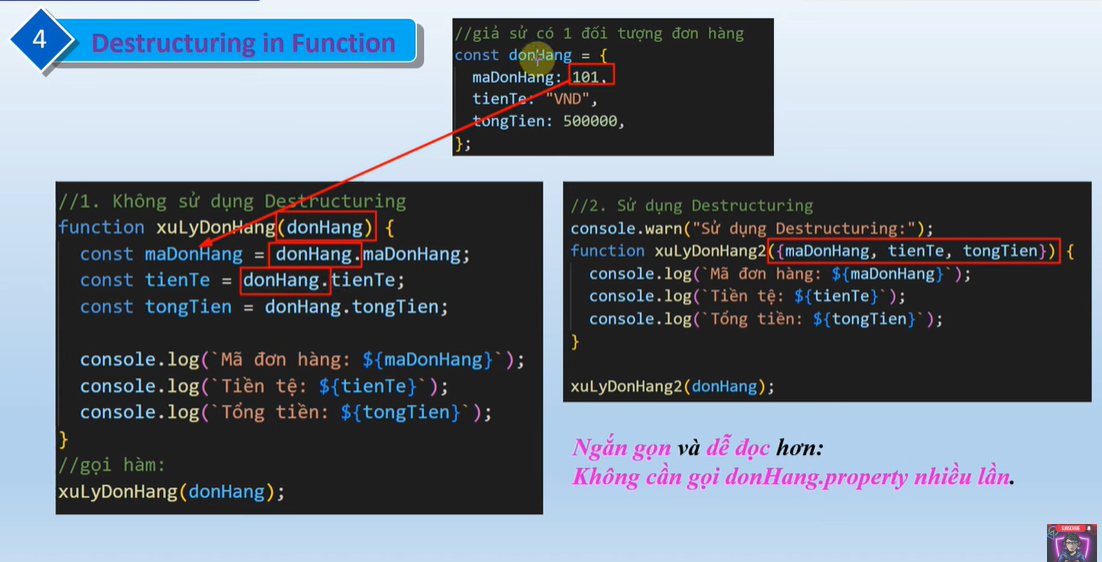 4
Destructuring in Function
//giả sử có 1 đối tượng đơn hàng
const donHang = {
  maDonHang: 101,
  tienTe: "VND",
  tongTien: 500000,
};
//1. Không sử dụng Destructuring
function xuLyDonHang(donHang) {
  const maDonHang = donHang.maDonHang;
  const tienTe = donHang.tienTe;
  const tongTien = donHang.tongTien;
  console.log(`Mã đơn hàng: ${maDonHang}`);
  console.log(`Tiền tệ: ${tienTe}`);
  console.log(`Tổng tiền: ${tongTien}`);
}
//gọi hàm:
xuLyDonHang(donHang);
//2. Sử dụng Destructuring
console.warn("Sử dụng Destructuring:");
function xuLyDonHang2({maDonHang, tienTe, tongTien}) {
  console.log(`Mã đơn hàng: ${maDonHang}`);
  console.log(`Tiền tệ: ${tienTe}`);
  console.log(`Tổng tiền: ${tongTien}`);
}
xuLyDonHang2(donHang);
Ngắn gọn và dễ đọc hơn:
Không cần gọi donHang.property nhiều lần.
SUBSCRIBE